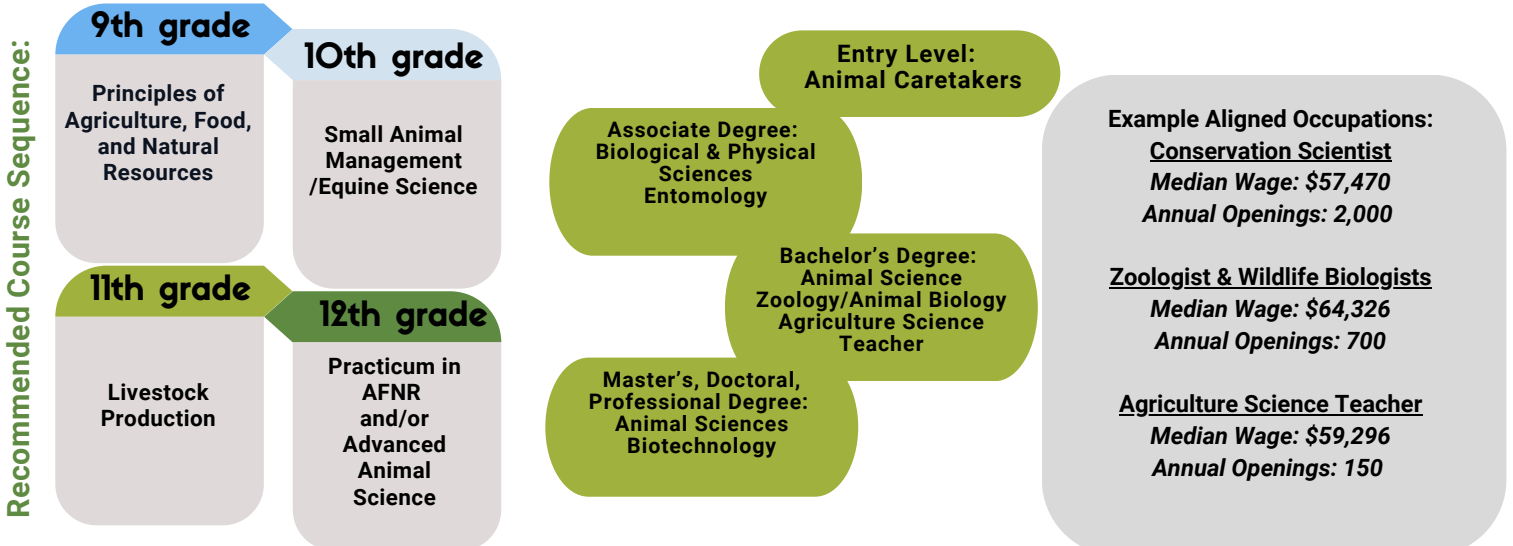 Recommended Course Sequence:
9th grade
Principles of
Agriculture, Food,
and Natural
Resources
10th grade
Small Animal
Management
/Equine Science
11th grade
Livestock
Production
12th grade
Practicum in
AFNR
and/or
Advanced
Animal
Science
Entry Level:
Animal Caretakers
Associate Degree:
Biological & Physical
Sciences
Entomology
Bachelor’s Degree:
Animal Science
Zoology/Animal Biology
Agriculture Science
Teacher
Master’s, Doctoral,
Professional Degree:
Animal Sciences
Biotechnology
Example Aligned Occupations:
Conservation Scientist
Median Wage: $57,470
Annual Openings: 2,000
Zoologist & Wildlife Biologists
Median Wage: $64,326
Annual Openings: 700
Agriculture Science Teacher
Median Wage: $59,296
Annual Openings: 150